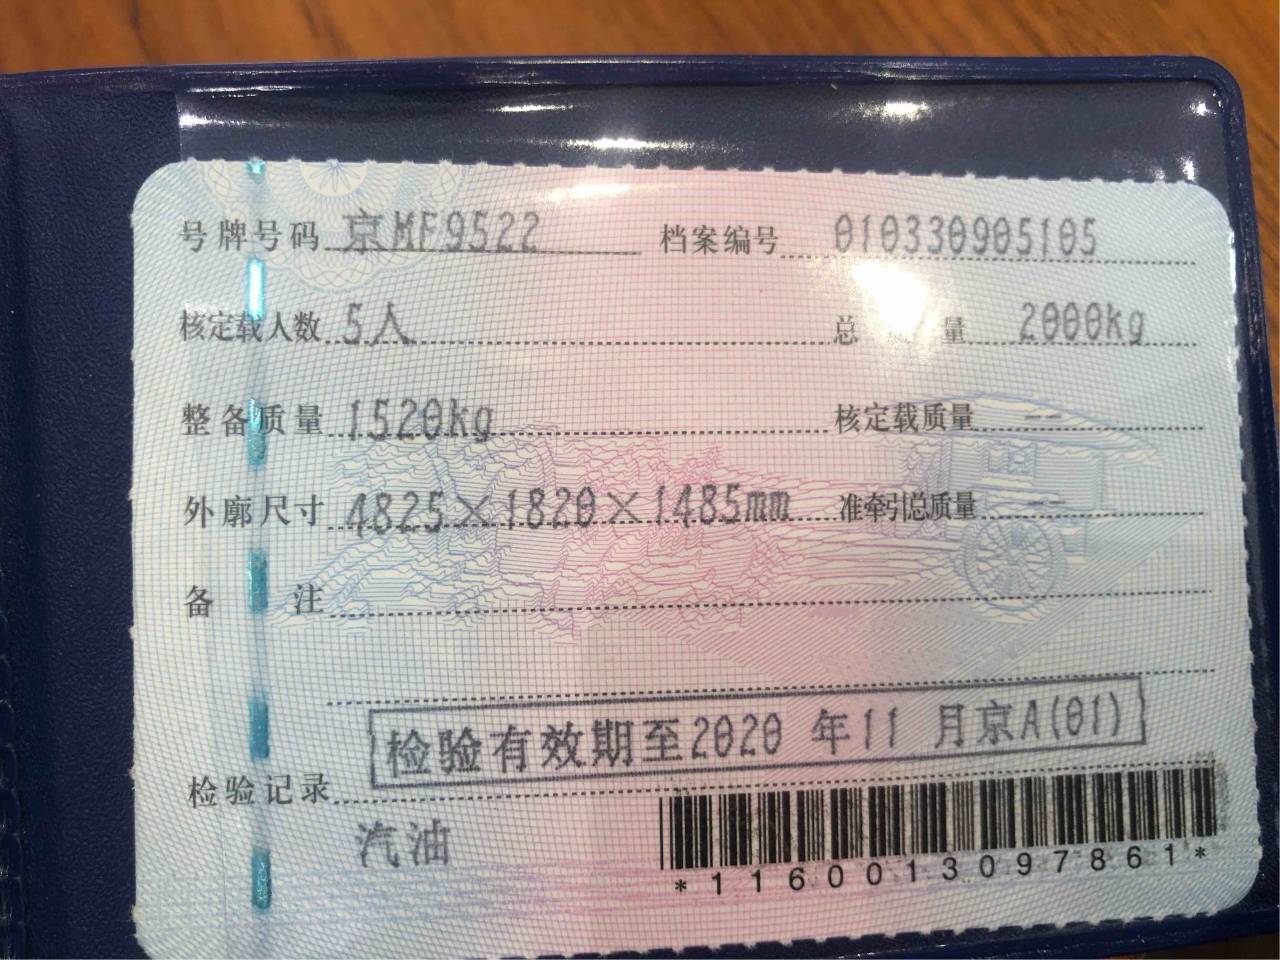 号牌号码 京MF9522 档案编号 010330905105
核定载人数 5人 总 量 2000kg
整备质量 1520kg 核定载质量 --
外廓尺寸 4825×1820×1485mm 准牵引总质量 --
备注
检验有效期至2020 年11 月京A(01)
检验记录
汽油
*1160013097861*